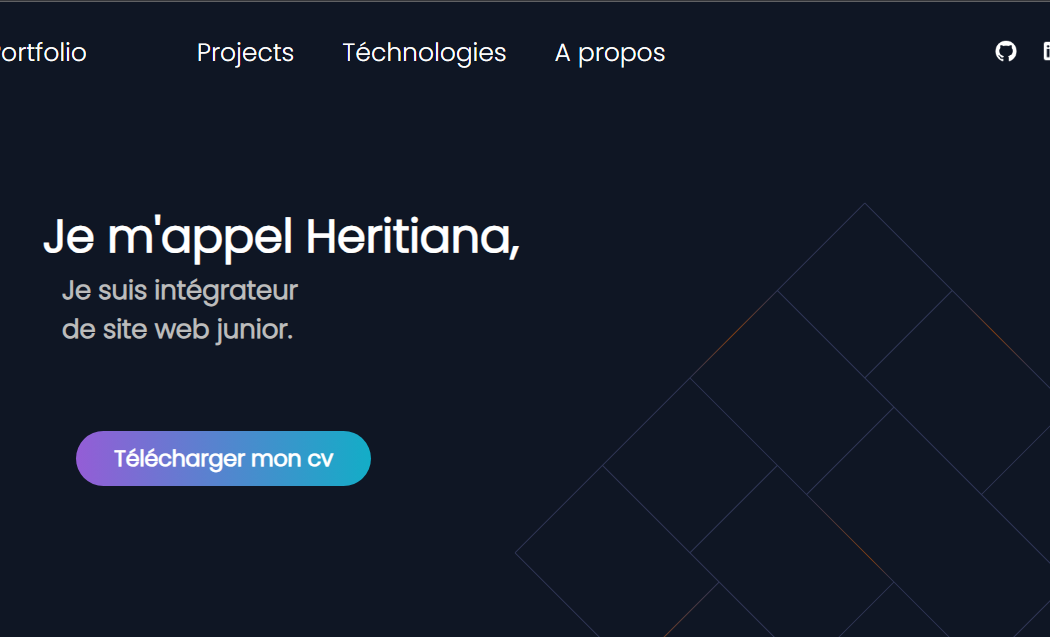 ortfolio Projects Téchnologies A propos
Je m'appel Heritiana,
Je suis intégrateur
de site web junior.
Télécharger mon cv